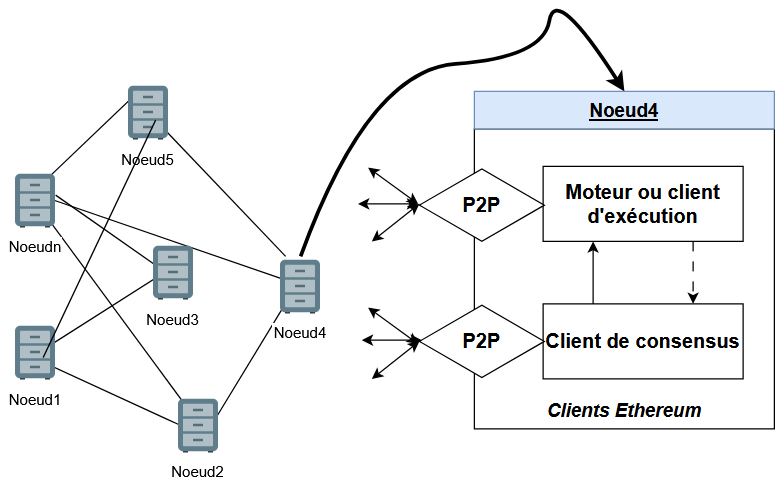 Noeud5
Noeudn
Noeud3
Noeud4
Noeud1
Noeud2
Noeud4
P2P
Moteur ou client
d'exécution
P2P
Client de consensus
Clients Ethereum